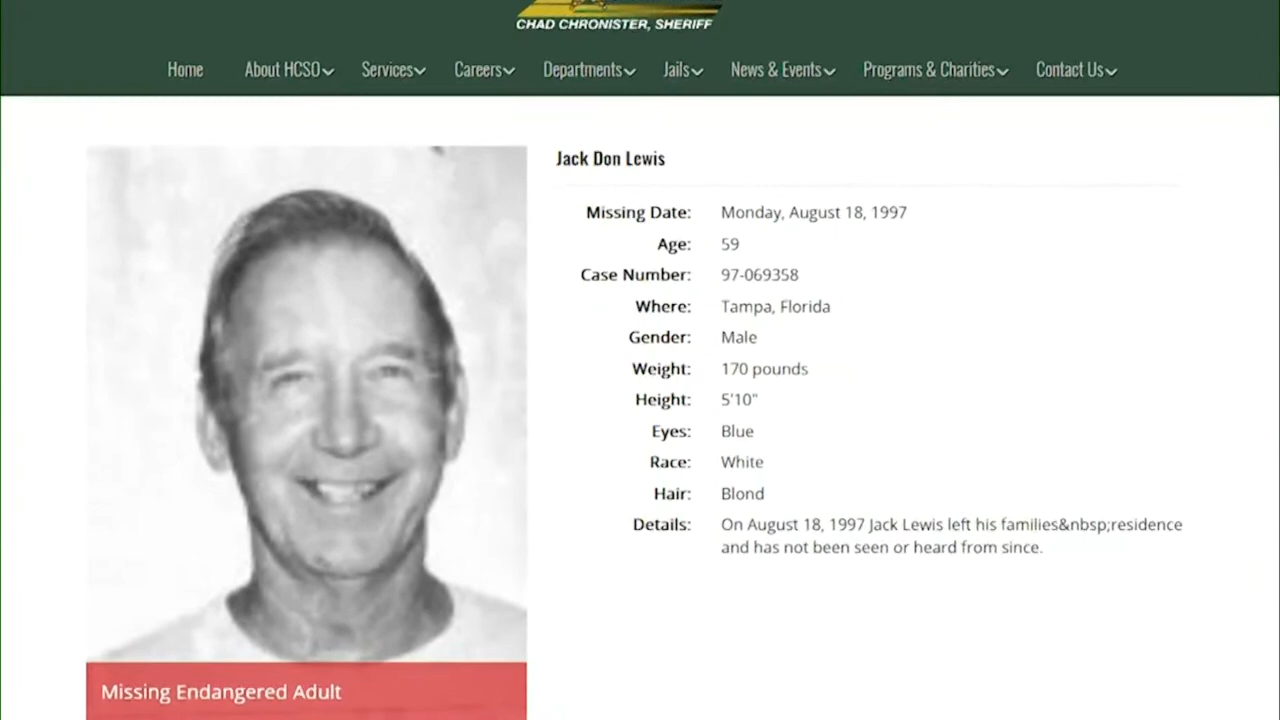 CHAD CHRONISTER, SHERIFF
Home About HCSO Services Careers Departments Jails News & Events Programs & Charities Contact Us
Jack Don Lewis
Missing Date: Monday, August 18, 1997
Age: 59
Case Number: 97-069358
Where: Tampa, Florida
Gender: Male
Weight: 170 pounds
Height: 5'10"
Eyes: Blue
Race: White
Hair: Blond
Details: On August 18, 1997 Jack Lewis left his families&nbsp;residence
and has not been seen or heard from since.
Missing Endangered Adult